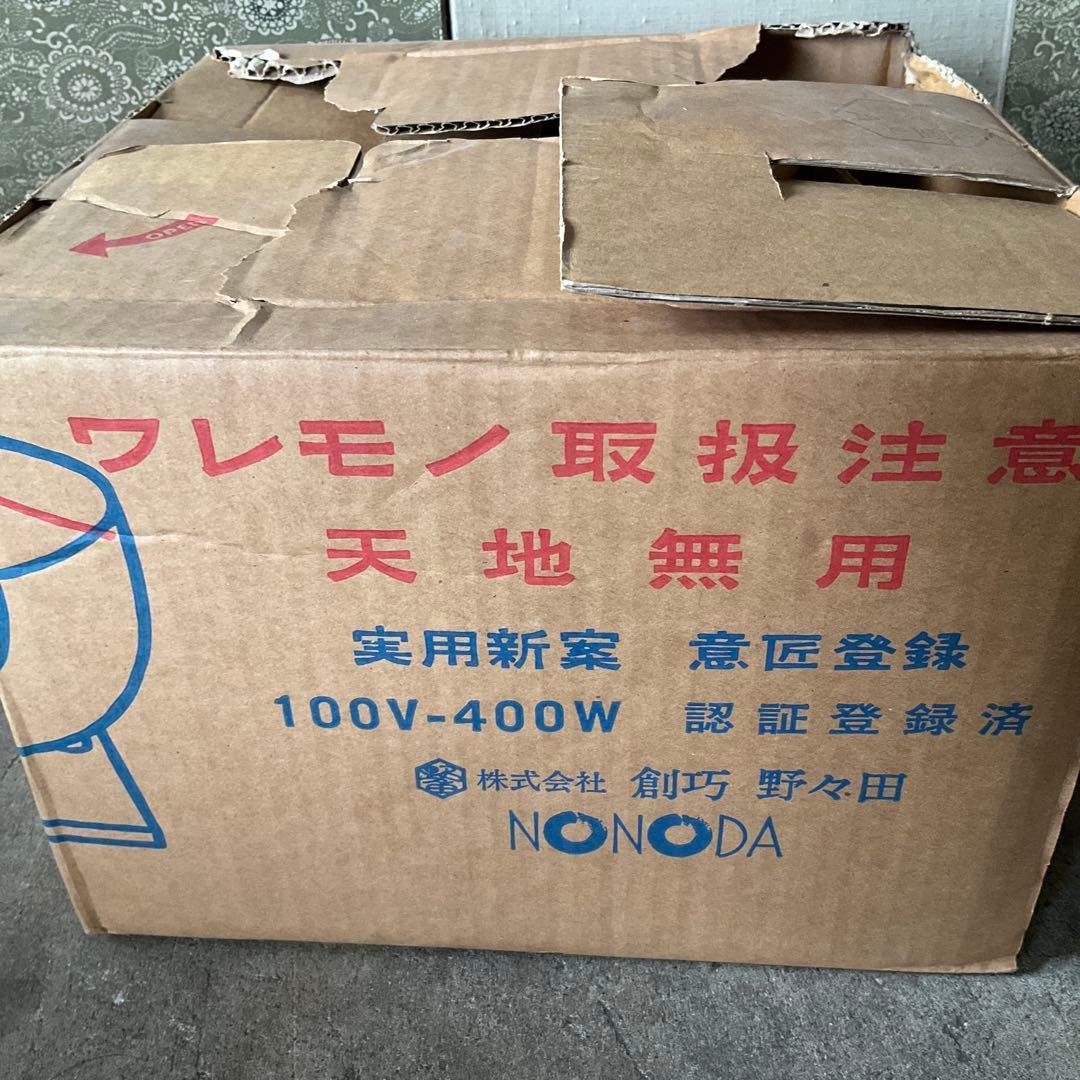 OPEN
ワレモノ取扱注意
天地無用
実用新案 意匠登録
100V-400W 認証登録済
株式会社 創巧 野々田
NONODA